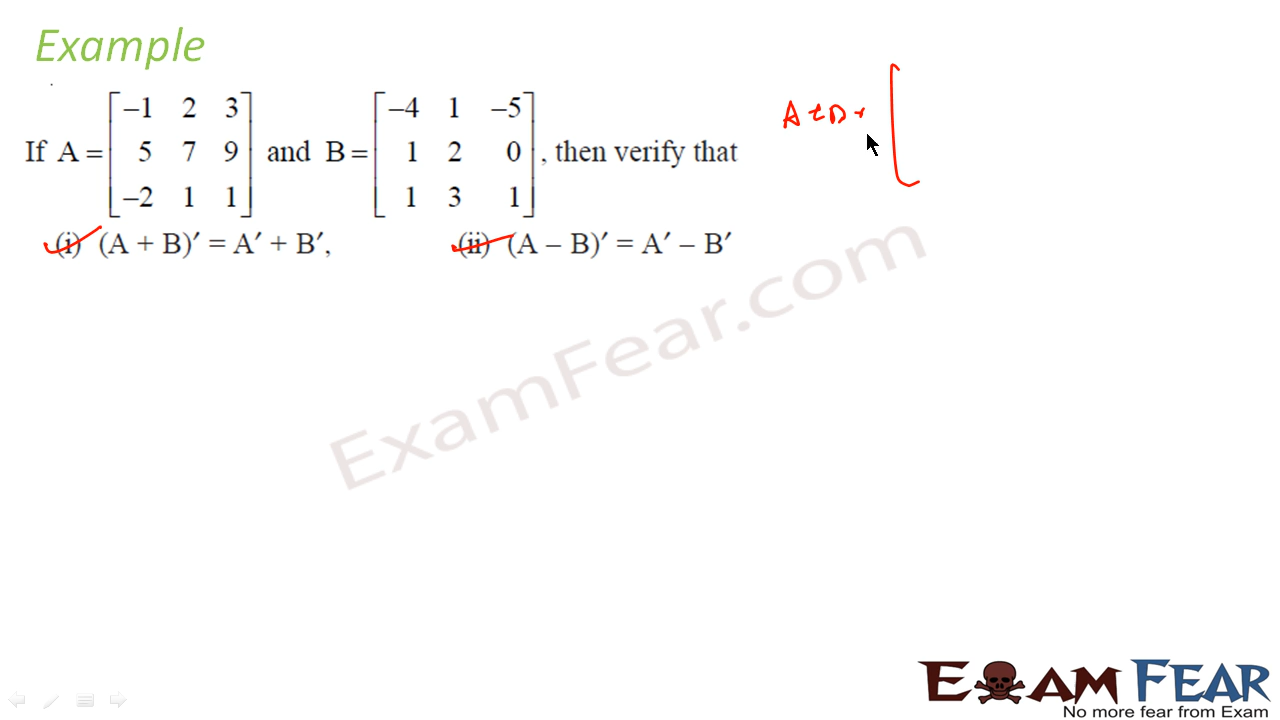 Example
If A = [ –1 2 3 ; 5 7 9 ; –2 1 1 ] and B = [ –4 1 –5 ; 1 2 0 ; 1 3 1 ] , then verify that
(i) (A + B)′ = A′ + B′, (ii) (A – B)′ = A′ – B′
ExamFear.com
EXAM FEAR
No more fear from Exam